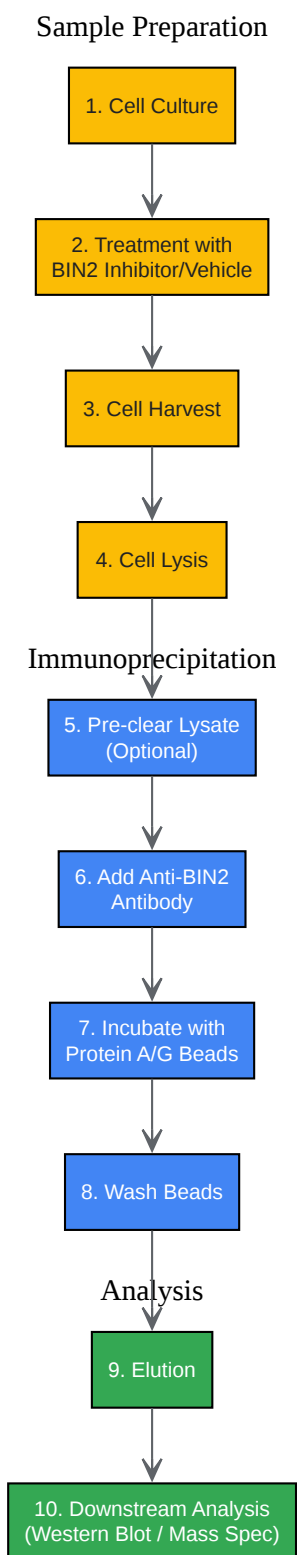 Sample Preparation
1. Cell Culture
2. Treatment with
BIN2 Inhibitor/Vehicle
3. Cell Harvest
4. Cell Lysis
Immunoprecipitation
5. Pre-clear Lysate
(Optional)
6. Add Anti-BIN2
Antibody
7. Incubate with
Protein A/G Beads
8. Wash Beads
Analysis
9. Elution
10. Downstream Analysis
(Western Blot / Mass Spec)